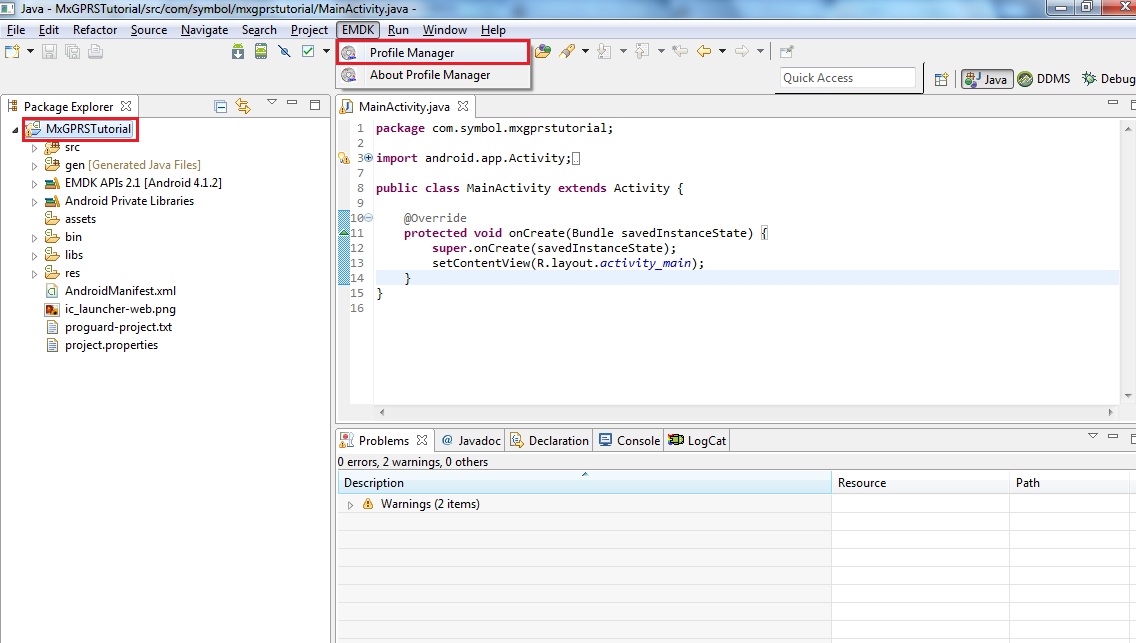 Java - MxGPRSTutorial/src/com/symbol/mxgprstutorial/MainActivity.java -
File Edit Refactor Source Navigate Search Project EMDK Run Window Help
Profile Manager
About Profile Manager
Quick Access
Java
DDMS
Debug
Package Explorer
MxGPRSTutorial
src
gen [Generated Java Files]
EMDK APIs 2.1 [Android 4.1.2]
Android Private Libraries
assets
bin
libs
res
AndroidManifest.xml
ic_launcher-web.png
proguard-project.txt
project.properties
MainActivity.java
1 package com.symbol.mxgprstutorial;
2
3 import android.app.Activity;
7
8 public class MainActivity extends Activity {
9
10 @Override
11 protected void onCreate(Bundle savedInstanceState) {
12 super.onCreate(savedInstanceState);
13 setContentView(R.layout.activity_main);
14 }
15 }
16
Problems @ Javadoc Declaration Console LogCat
0 errors, 2 warnings, 0 others
Description Resource Path
Warnings (2 items)